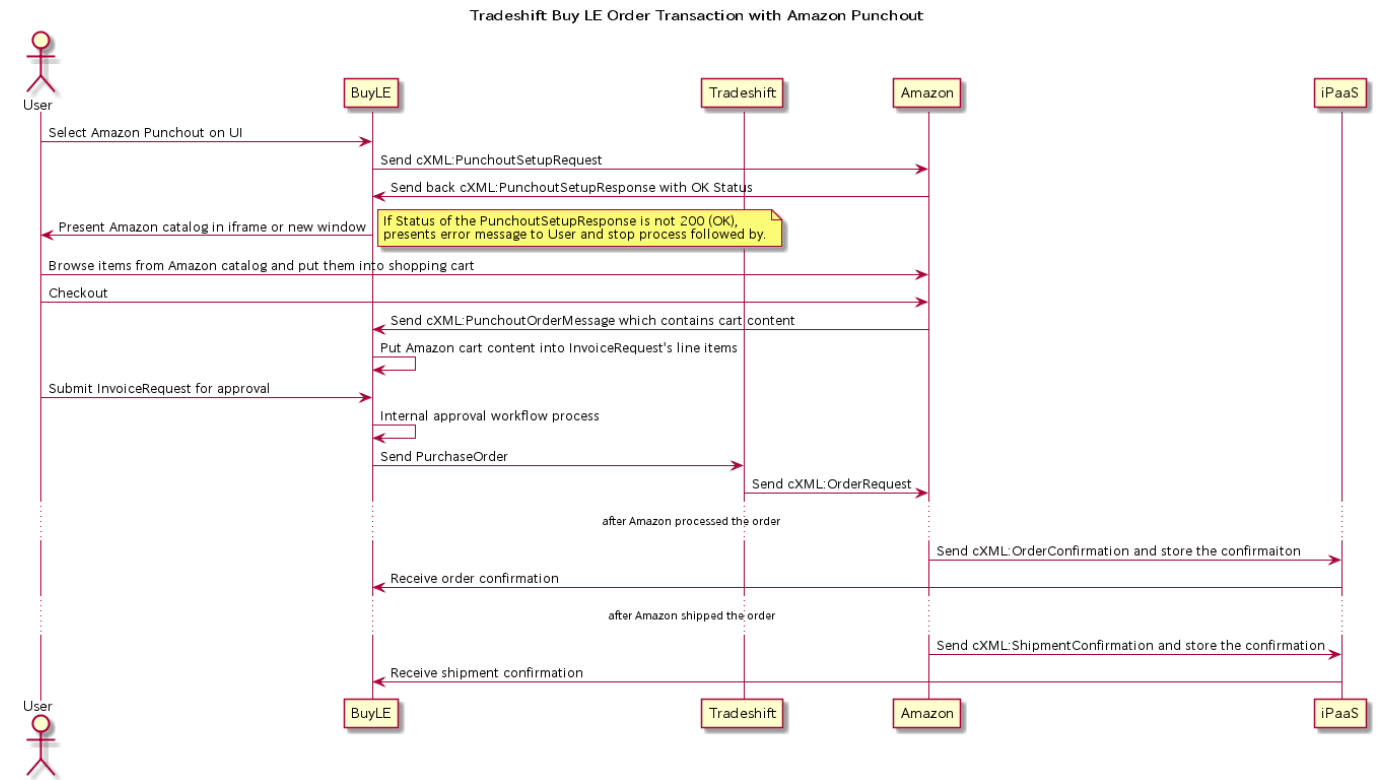 Tradeshift Buy LE Order Transaction with Amazon Punchout
User
BuyLE
Tradeshift
Amazon
iPaaS
Select Amazon Punchout on UI
Send cXML:PunchoutSetupRequest
Send back cXML:PunchoutSetupResponse with OK Status
Present Amazon catalog in iframe or new window
If Status of the PunchoutSetupResponse is not 200 (OK),
presents error message to User and stop process followed by.
Browse items from Amazon catalog and put them into shopping cart
Checkout
Send cXML:PunchoutOrderMessage which contains cart content
Put Amazon cart content into InvoiceRequest's line items
Submit InvoiceRequest for approval
Internal approval workflow process
Send PurchaseOrder
Send cXML:OrderRequest
after Amazon processed the order
Send cXML:OrderConfirmation and store the confirmaiton
Receive order confirmation
after Amazon shipped the order
Send cXML:ShipmentConfirmation and store the confirmation
Receive shipment confirmation
User
BuyLE
Tradeshift
Amazon
iPaaS